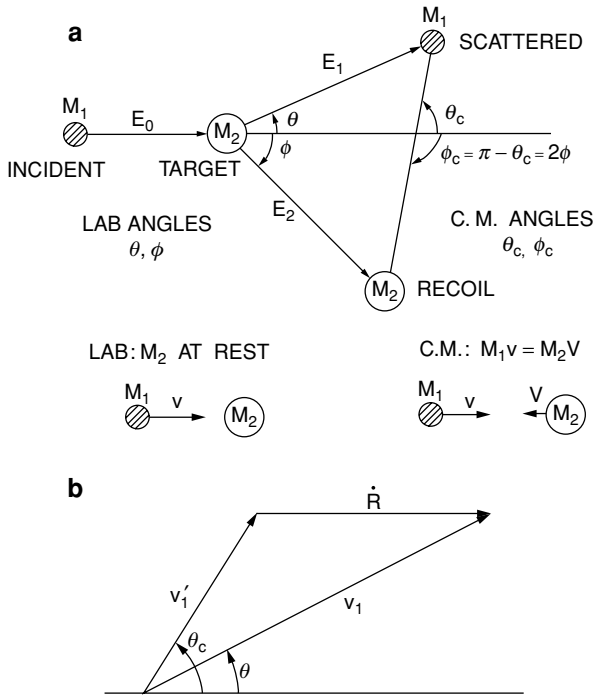 a
M₁
SCATTERED
E₁
M₁
E₀
M₂
θ
ϕ
θc
ϕc = π − θc = 2ϕ
INCIDENT
TARGET
E₂
LAB ANGLES
θ, ϕ
C. M. ANGLES
θc, ϕc
M₂
RECOIL
LAB: M₂ AT REST
C.M.: M₁v = M₂V
M₁
v
M₂
M₁
v
V
M₂
b
Ṙ
v₁′
v₁
θc
θ